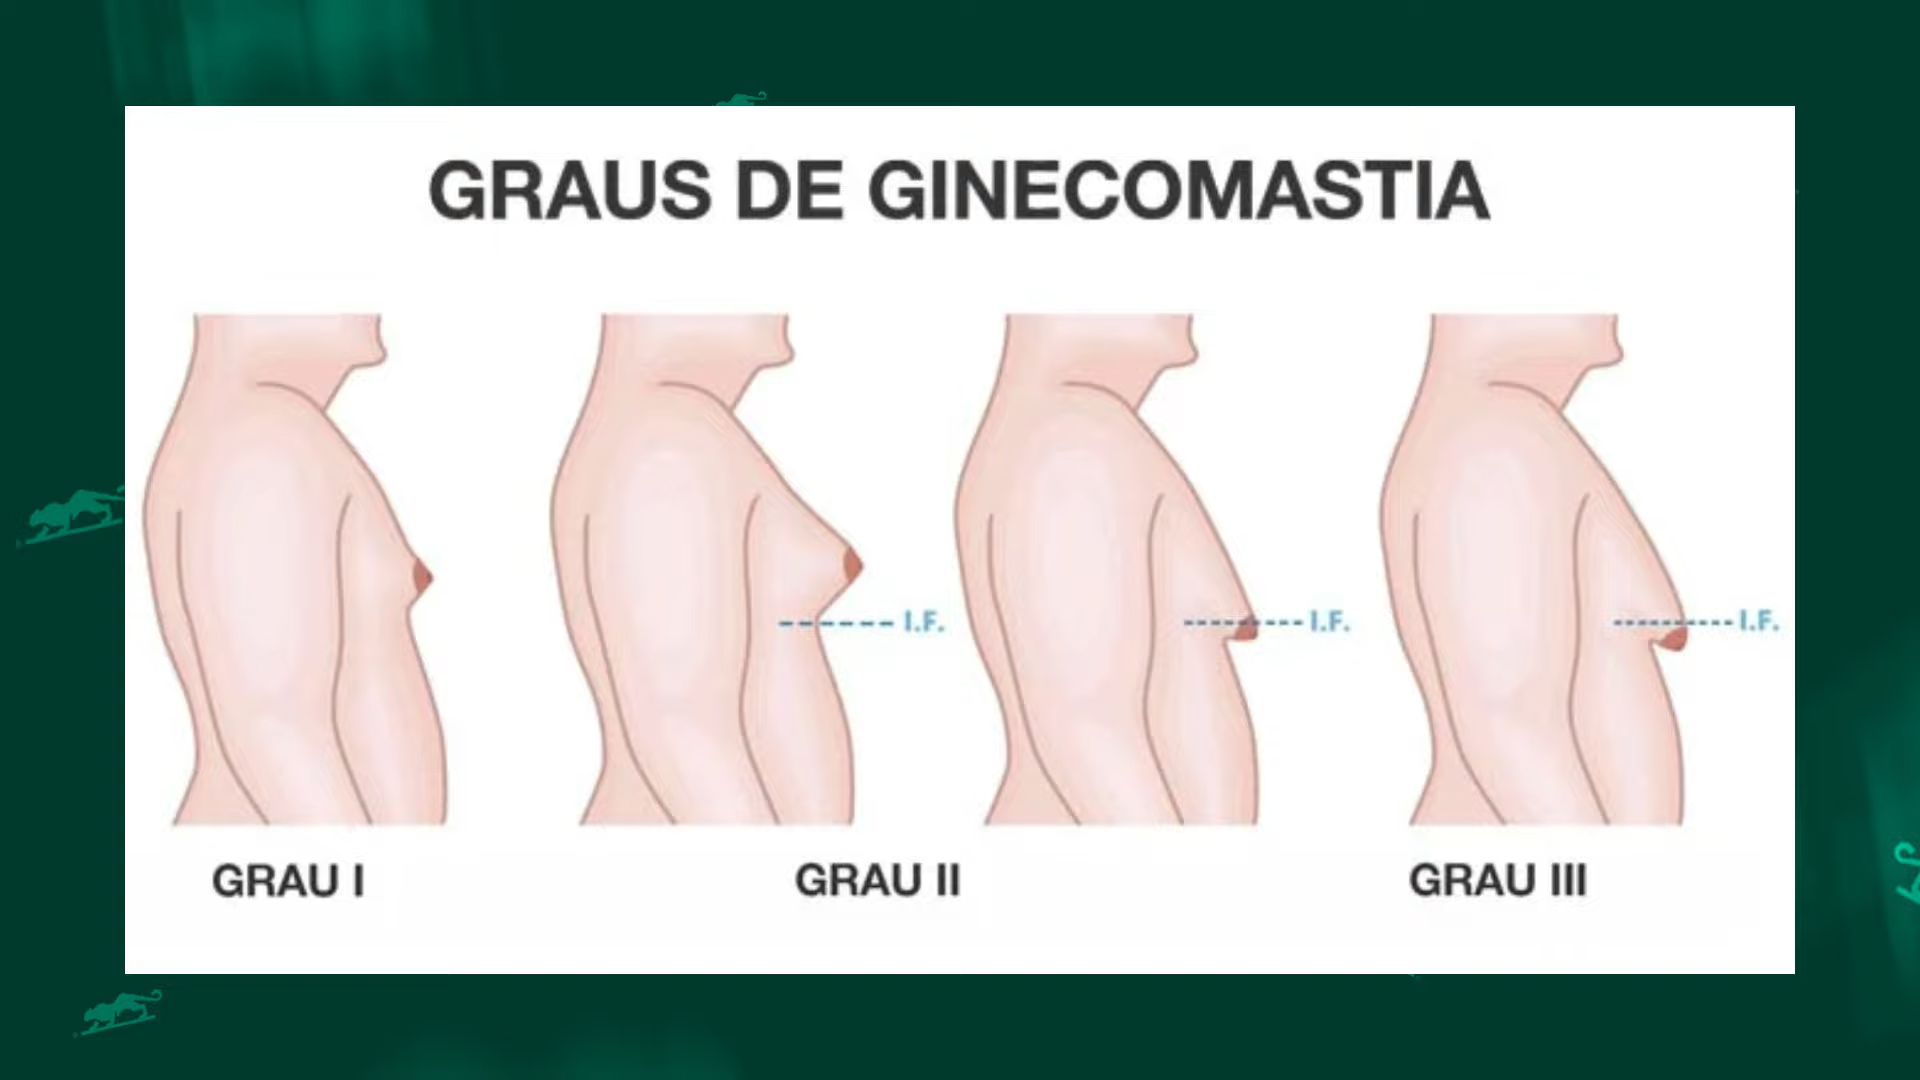 GRAUS DE GINECOMASTIA
I.F.
I.F.
I.F.
GRAU I
GRAU II
GRAU III